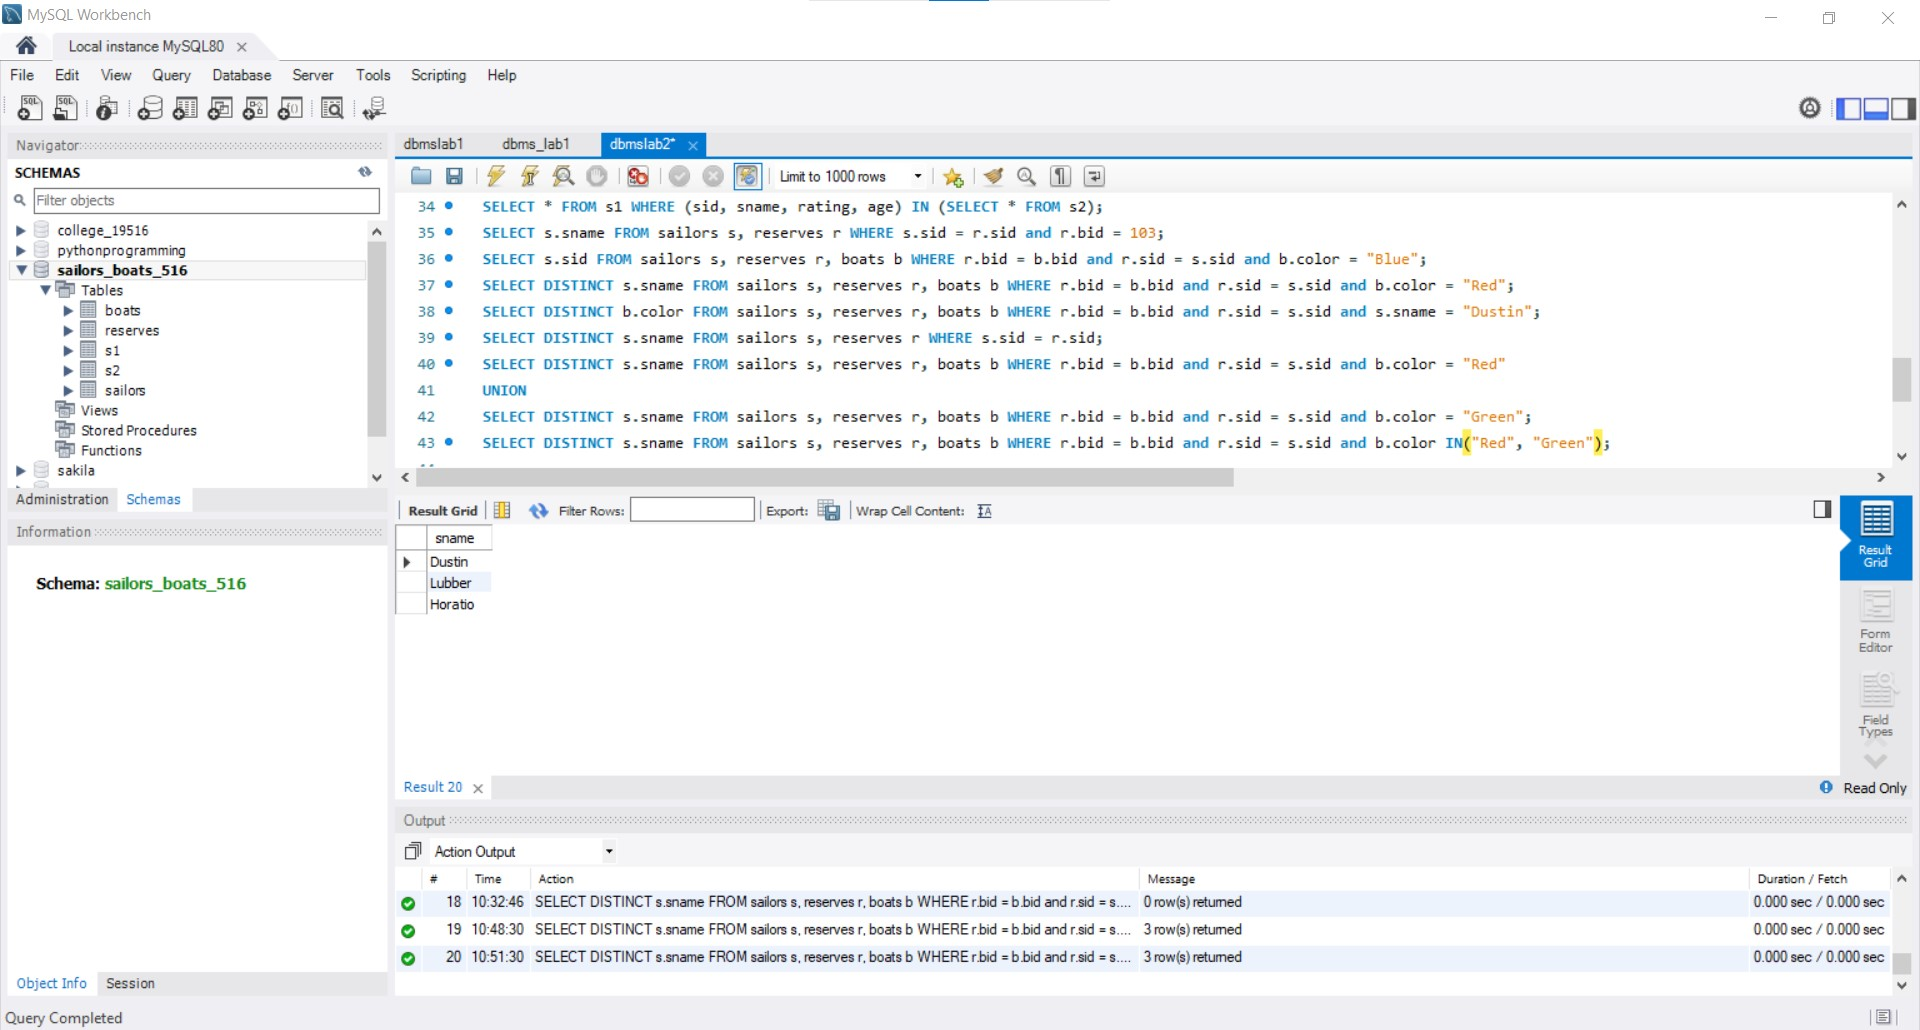 MySQL Workbench
Local instance MySQL80
File Edit View Query Database Server Tools Scripting Help
Navigator
SCHEMAS
Filter objects
college_19516
pythonprogramming
sailors_boats_516
Tables
boats
reserves
s1
s2
sailors
Views
Stored Procedures
Functions
sakila
Administration Schemas
Information
Schema: sailors_boats_516
Object Info Session
dbmslab1 dbms_lab1 dbmslab2*
Limit to 1000 rows
34 SELECT * FROM s1 WHERE (sid, sname, rating, age) IN (SELECT * FROM s2);
35 SELECT s.sname FROM sailors s, reserves r WHERE s.sid = r.sid and r.bid = 103;
36 SELECT s.sid FROM sailors s, reserves r, boats b WHERE r.bid = b.bid and r.sid = s.sid and b.color = "Blue";
37 SELECT DISTINCT s.sname FROM sailors s, reserves r, boats b WHERE r.bid = b.bid and r.sid = s.sid and b.color = "Red";
38 SELECT DISTINCT b.color FROM sailors s, reserves r, boats b WHERE r.bid = b.bid and r.sid = s.sid and s.sname = "Dustin";
39 SELECT DISTINCT s.sname FROM sailors s, reserves r WHERE s.sid = r.sid;
40 SELECT DISTINCT s.sname FROM sailors s, reserves r, boats b WHERE r.bid = b.bid and r.sid = s.sid and b.color = "Red"
41 UNION
42 SELECT DISTINCT s.sname FROM sailors s, reserves r, boats b WHERE r.bid = b.bid and r.sid = s.sid and b.color = "Green";
43 SELECT DISTINCT s.sname FROM sailors s, reserves r, boats b WHERE r.bid = b.bid and r.sid = s.sid and b.color IN("Red", "Green");
Result Grid Filter Rows: Export: Wrap Cell Content:
sname
Dustin
Lubber
Horatio
Result Grid
Form Editor
Field Types
Result 20 Read Only
Output
Action Output
# Time Action Message Duration / Fetch
18 10:32:46 SELECT DISTINCT s.sname FROM sailors s, reserves r, boats b WHERE r.bid = b.bid and r.sid = s.... 0 row(s) returned 0.000 sec / 0.000 sec
19 10:48:30 SELECT DISTINCT s.sname FROM sailors s, reserves r, boats b WHERE r.bid = b.bid and r.sid = s.... 3 row(s) returned 0.000 sec / 0.000 sec
20 10:51:30 SELECT DISTINCT s.sname FROM sailors s, reserves r, boats b WHERE r.bid = b.bid and r.sid = s.... 3 row(s) returned 0.000 sec / 0.000 sec
Query Completed